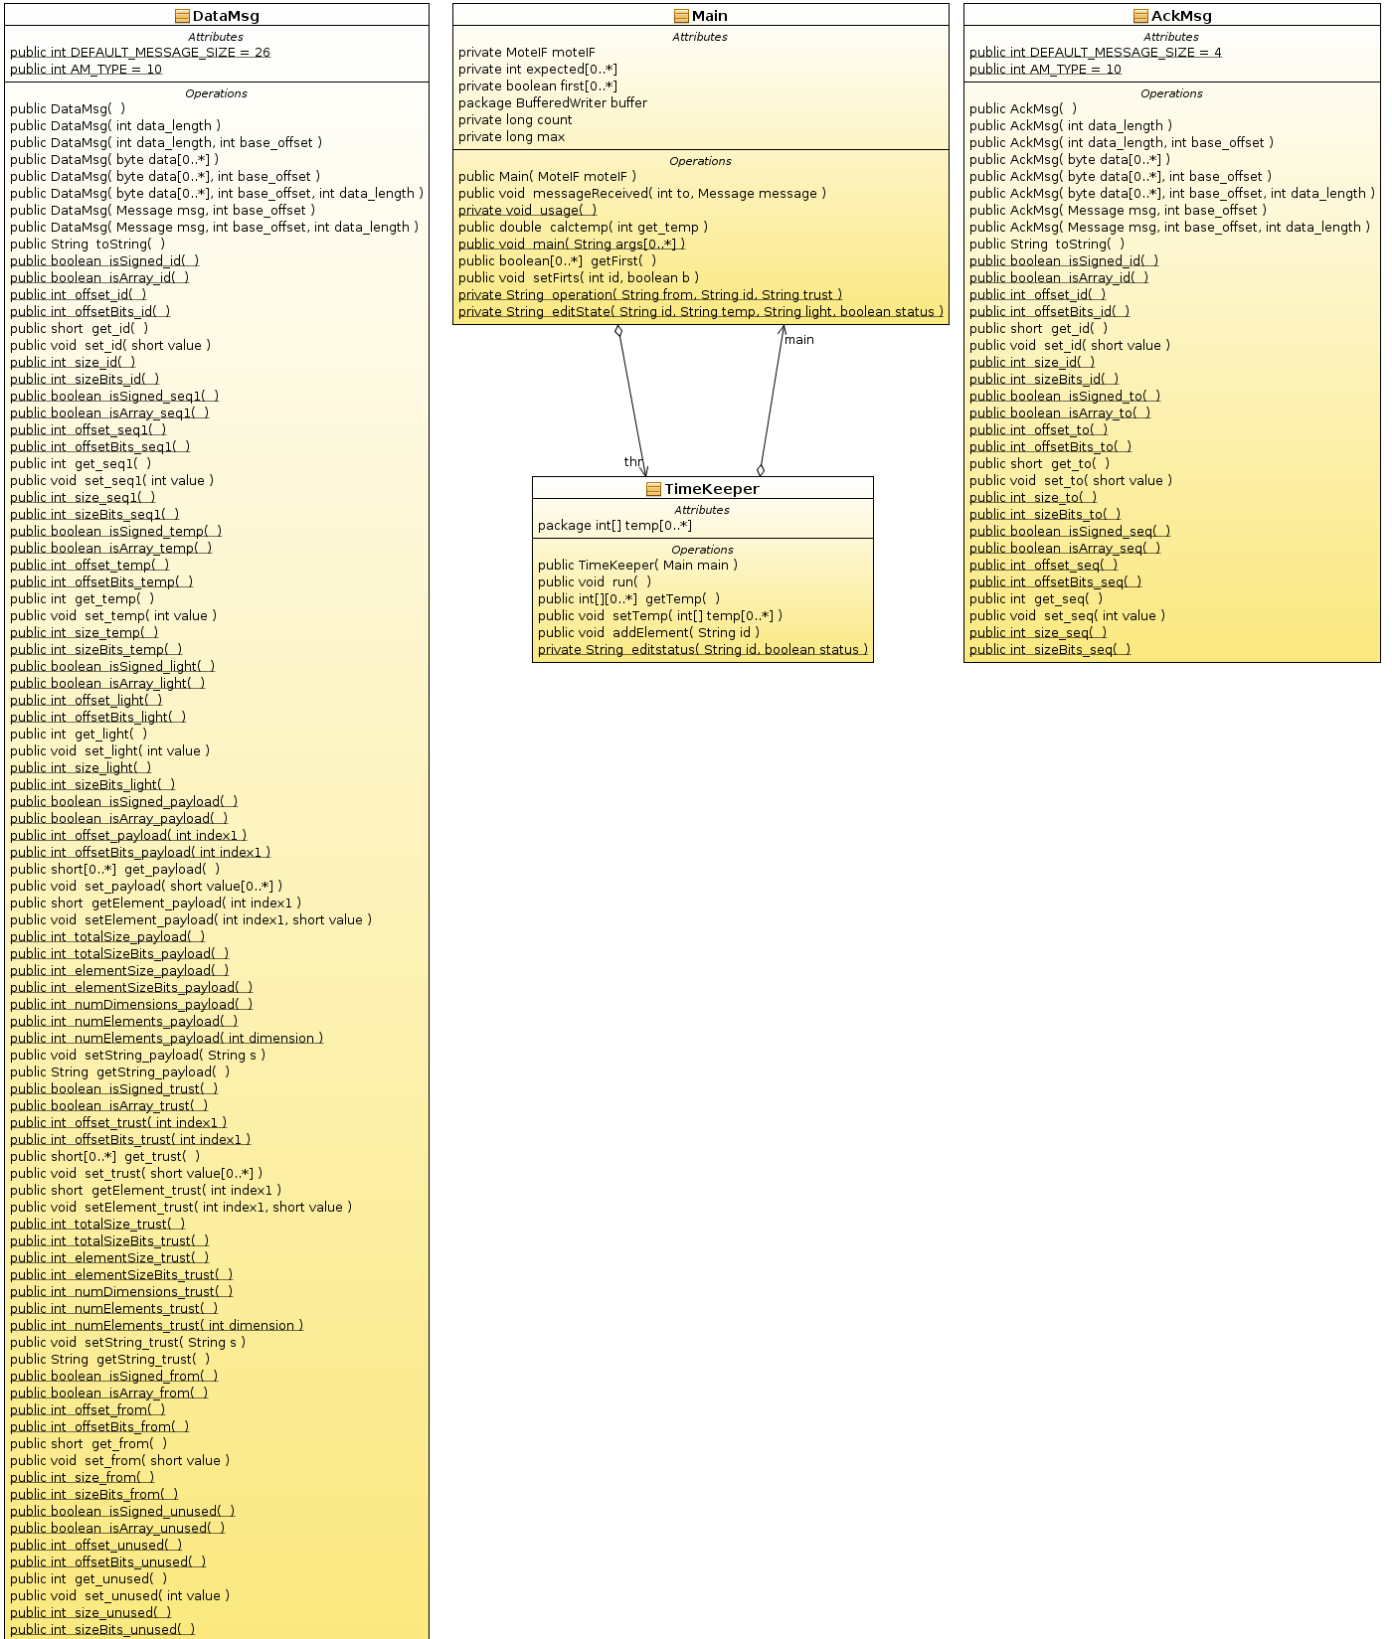 DataMsg
Attributes
public int DEFAULT_MESSAGE_SIZE = 26
public int AM_TYPE = 10
Operations
public DataMsg(  )
public DataMsg( int data_length )
public DataMsg( int data_length, int base_offset )
public DataMsg( byte data[0..*] )
public DataMsg( byte data[0..*], int base_offset )
public DataMsg( byte data[0..*], int base_offset, int data_length )
public DataMsg( Message msg, int base_offset )
public DataMsg( Message msg, int base_offset, int data_length )
public String  toString(  )
public boolean  isSigned_id(  )
public boolean  isArray_id(  )
public int  offset_id(  )
public int  offsetBits_id(  )
public short  get_id(  )
public void  set_id( short value )
public int  size_id(  )
public int  sizeBits_id(  )
public boolean  isSigned_seq1(  )
public boolean  isArray_seq1(  )
public int  offset_seq1(  )
public int  offsetBits_seq1(  )
public int  get_seq1(  )
public void  set_seq1( int value )
public int  size_seq1(  )
public int  sizeBits_seq1(  )
public boolean  isSigned_temp(  )
public boolean  isArray_temp(  )
public int  offset_temp(  )
public int  offsetBits_temp(  )
public int  get_temp(  )
public void  set_temp( int value )
public int  size_temp(  )
public int  sizeBits_temp(  )
public boolean  isSigned_light(  )
public boolean  isArray_light(  )
public int  offset_light(  )
public int  offsetBits_light(  )
public int  get_light(  )
public void  set_light( int value )
public int  size_light(  )
public int  sizeBits_light(  )
public boolean  isSigned_payload(  )
public boolean  isArray_payload(  )
public int  offset_payload( int index1 )
public int  offsetBits_payload( int index1 )
public short[0..*]  get_payload(  )
public void  set_payload( short value[0..*] )
public short  getElement_payload( int index1 )
public void  setElement_payload( int index1, short value )
public int  totalSize_payload(  )
public int  totalSizeBits_payload(  )
public int  elementSize_payload(  )
public int  elementSizeBits_payload(  )
public int  numDimensions_payload(  )
public int  numElements_payload(  )
public int  numElements_payload( int dimension )
public void  setString_payload( String s )
public String  getString_payload(  )
public boolean  isSigned_trust(  )
public boolean  isArray_trust(  )
public int  offset_trust( int index1 )
public int  offsetBits_trust( int index1 )
public short[0..*]  get_trust(  )
public void  set_trust( short value[0..*] )
public short  getElement_trust( int index1 )
public void  setElement_trust( int index1, short value )
public int  totalSize_trust(  )
public int  totalSizeBits_trust(  )
public int  elementSize_trust(  )
public int  elementSizeBits_trust(  )
public int  numDimensions_trust(  )
public int  numElements_trust(  )
public int  numElements_trust( int dimension )
public void  setString_trust( String s )
public String  getString_trust(  )
public boolean  isSigned_from(  )
public boolean  isArray_from(  )
public int  offset_from(  )
public int  offsetBits_from(  )
public short  get_from(  )
public void  set_from( short value )
public int  size_from(  )
public int  sizeBits_from(  )
public boolean  isSigned_unused(  )
public boolean  isArray_unused(  )
public int  offset_unused(  )
public int  offsetBits_unused(  )
public int  get_unused(  )
public void  set_unused( int value )
public int  size_unused(  )
public int  sizeBits_unused(  )
Main
Attributes
private MoteIF moteIF
private int expected[0..*]
private boolean first[0..*]
package BufferedWriter buffer
private long count
private long max
Operations
public Main( MoteIF moteIF )
public void  messageReceived( int to, Message message )
private void  usage(  )
public double  calctemp( int get_temp )
public void  main( String args[0..*] )
public boolean[0..*]  getFirst(  )
public void  setFirts( int id, boolean b )
private String  operation( String from, String id, String trust )
private String  editState( String id, String temp, String light, boolean status )
main
thr
TimeKeeper
Attributes
package int[] temp[0..*]
Operations
public TimeKeeper( Main main )
public void  run(  )
public int[][0..*]  getTemp(  )
public void  setTemp( int[] temp[0..*] )
public void  addElement( String id )
private String  editstatus( String id, boolean status )
AckMsg
Attributes
public int DEFAULT_MESSAGE_SIZE = 4
public int AM_TYPE = 10
Operations
public AckMsg(  )
public AckMsg( int data_length )
public AckMsg( int data_length, int base_offset )
public AckMsg( byte data[0..*] )
public AckMsg( byte data[0..*], int base_offset )
public AckMsg( byte data[0..*], int base_offset, int data_length )
public AckMsg( Message msg, int base_offset )
public AckMsg( Message msg, int base_offset, int data_length )
public String  toString(  )
public boolean  isSigned_id(  )
public boolean  isArray_id(  )
public int  offset_id(  )
public int  offsetBits_id(  )
public short  get_id(  )
public void  set_id( short value )
public int  size_id(  )
public int  sizeBits_id(  )
public boolean  isSigned_to(  )
public boolean  isArray_to(  )
public int  offset_to(  )
public int  offsetBits_to(  )
public short  get_to(  )
public void  set_to( short value )
public int  size_to(  )
public int  sizeBits_to(  )
public boolean  isSigned_seq(  )
public boolean  isArray_seq(  )
public int  offset_seq(  )
public int  offsetBits_seq(  )
public int  get_seq(  )
public void  set_seq( int value )
public int  size_seq(  )
public int  sizeBits_seq(  )